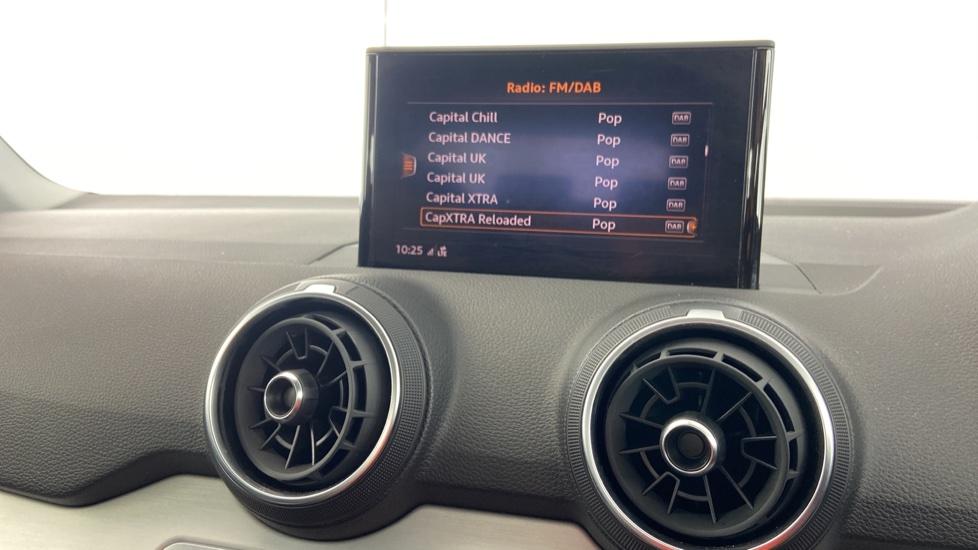 Radio: FM/DAB
Capital Chill Pop DAB
Capital DANCE Pop DAB
Capital UK Pop DAB
Capital UK Pop DAB
Capital XTRA Pop DAB
CapXTRA Reloaded Pop DAB
10:25 LTE